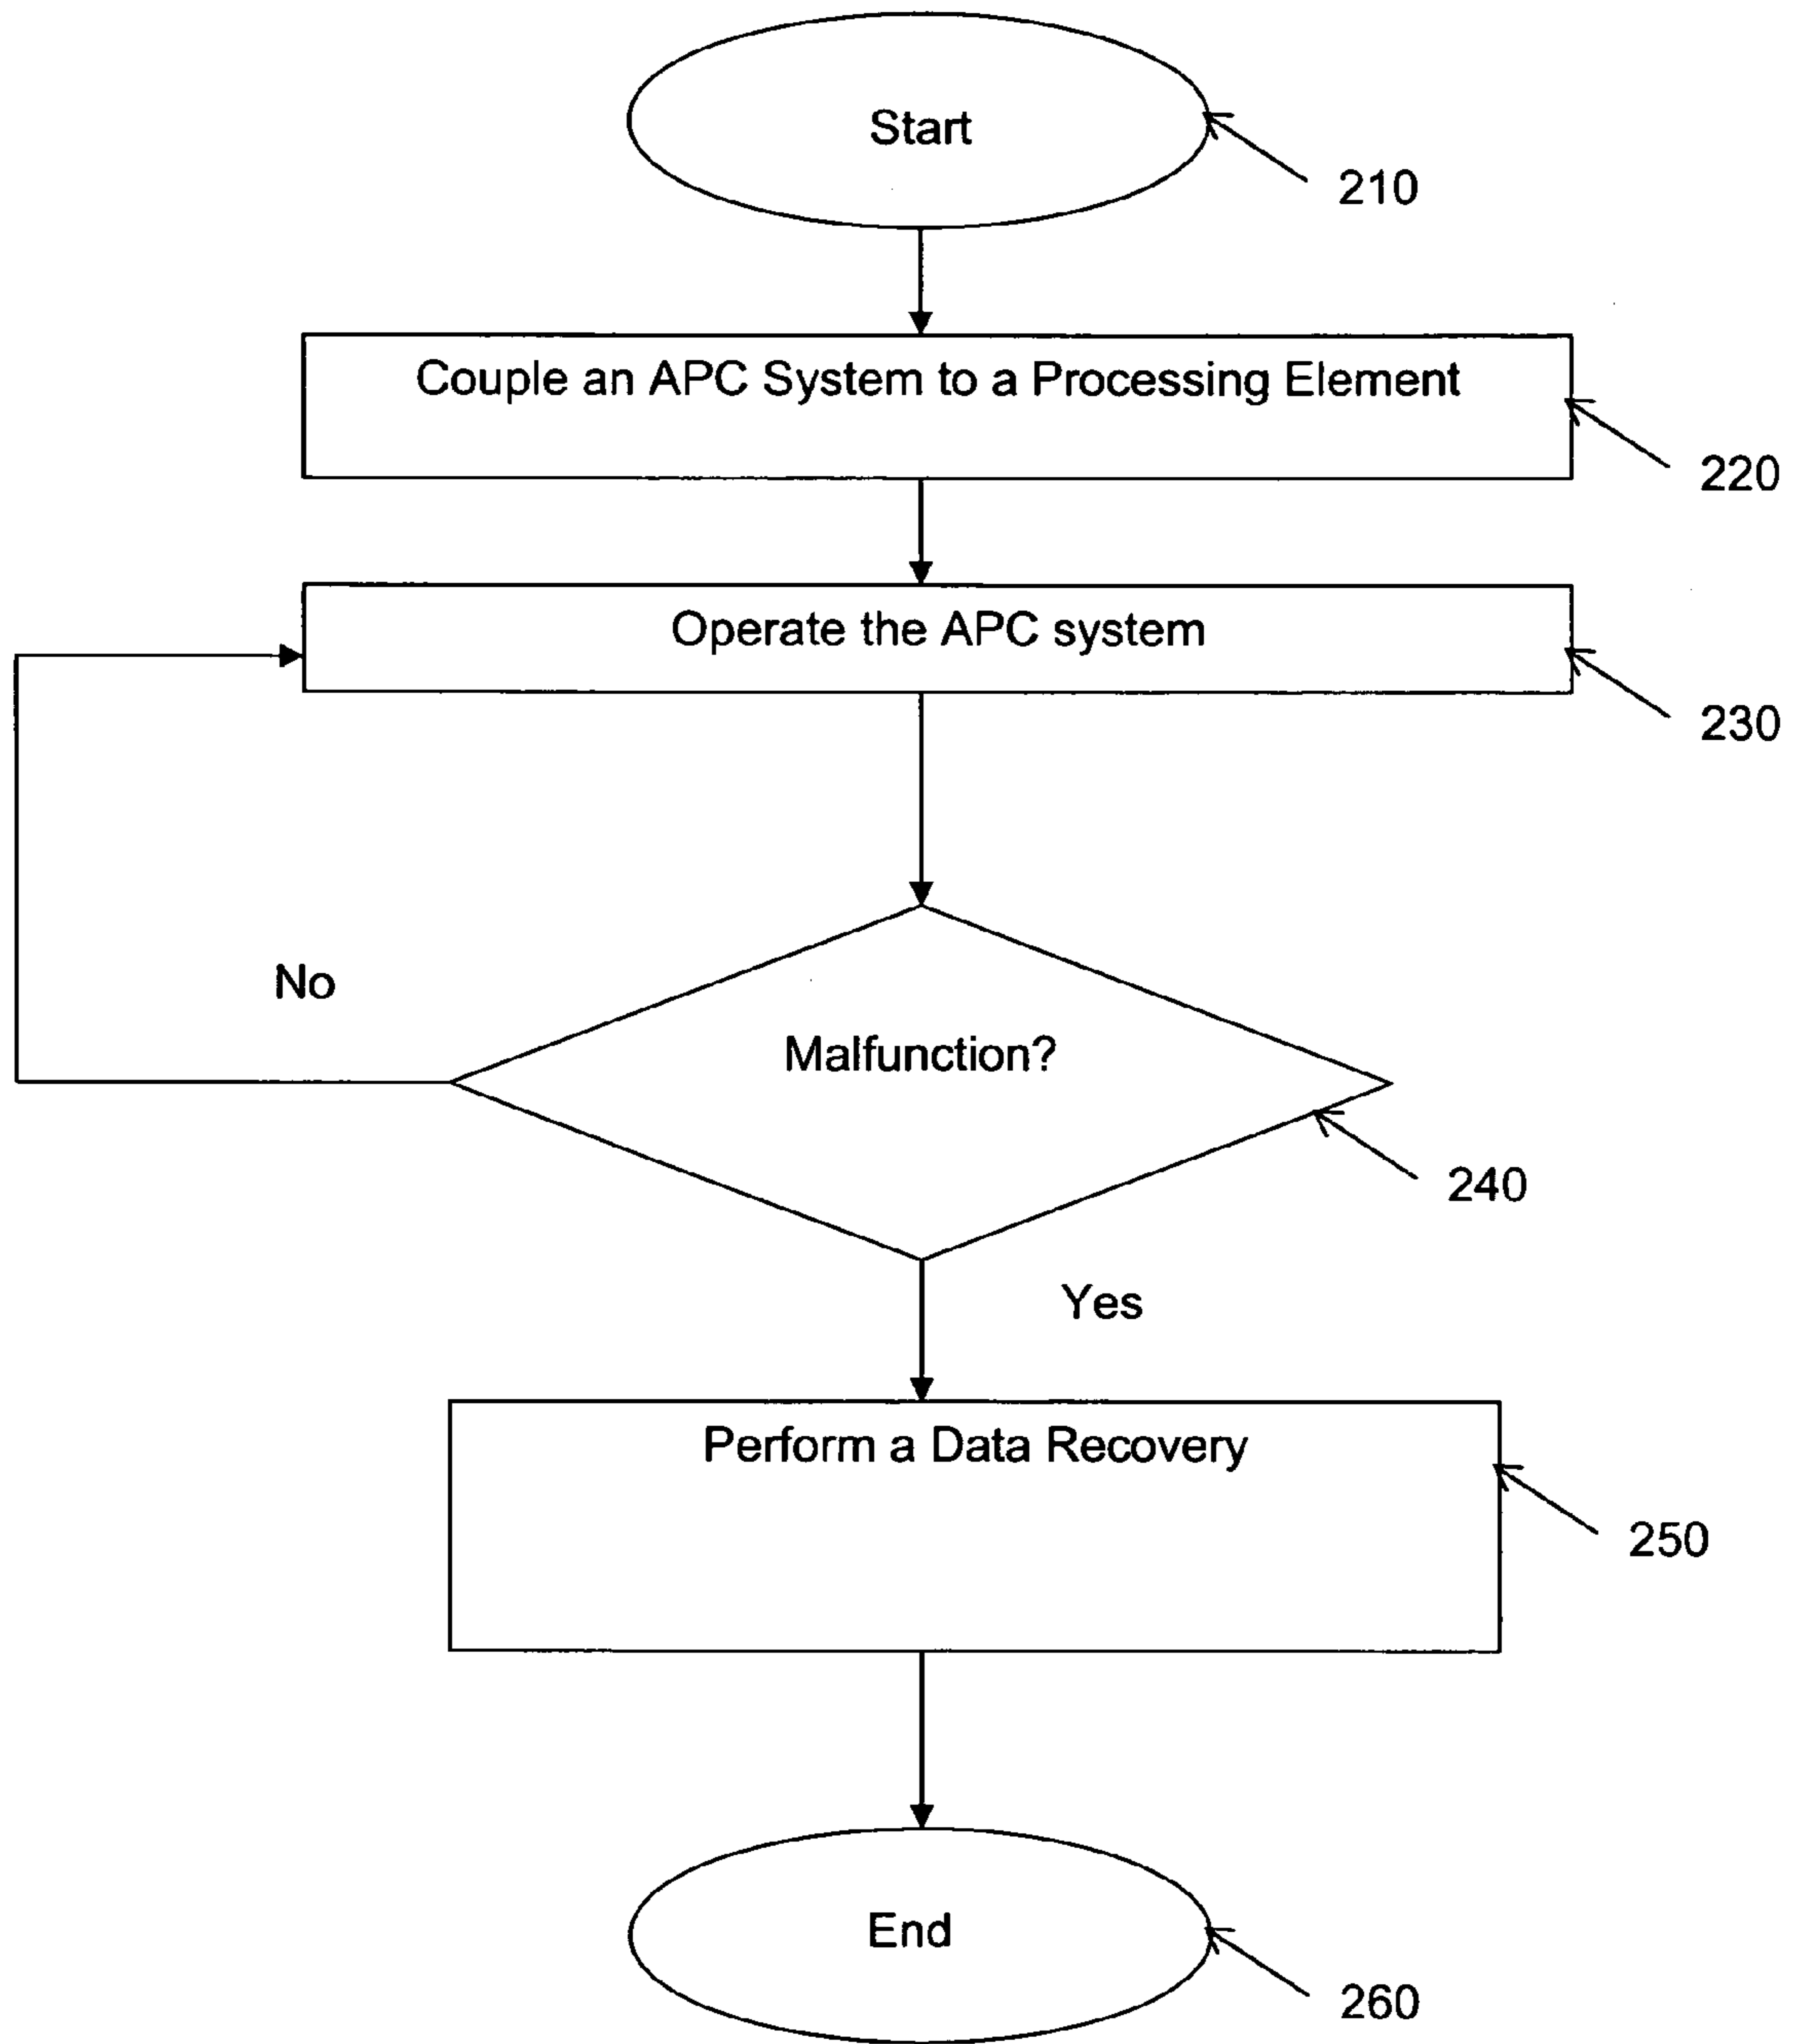 Start
210
Couple an APC System to a Processing Element
220
Operate the APC system
230
No
Malfunction?
240
Yes
Perform a Data Recovery
250
End
260